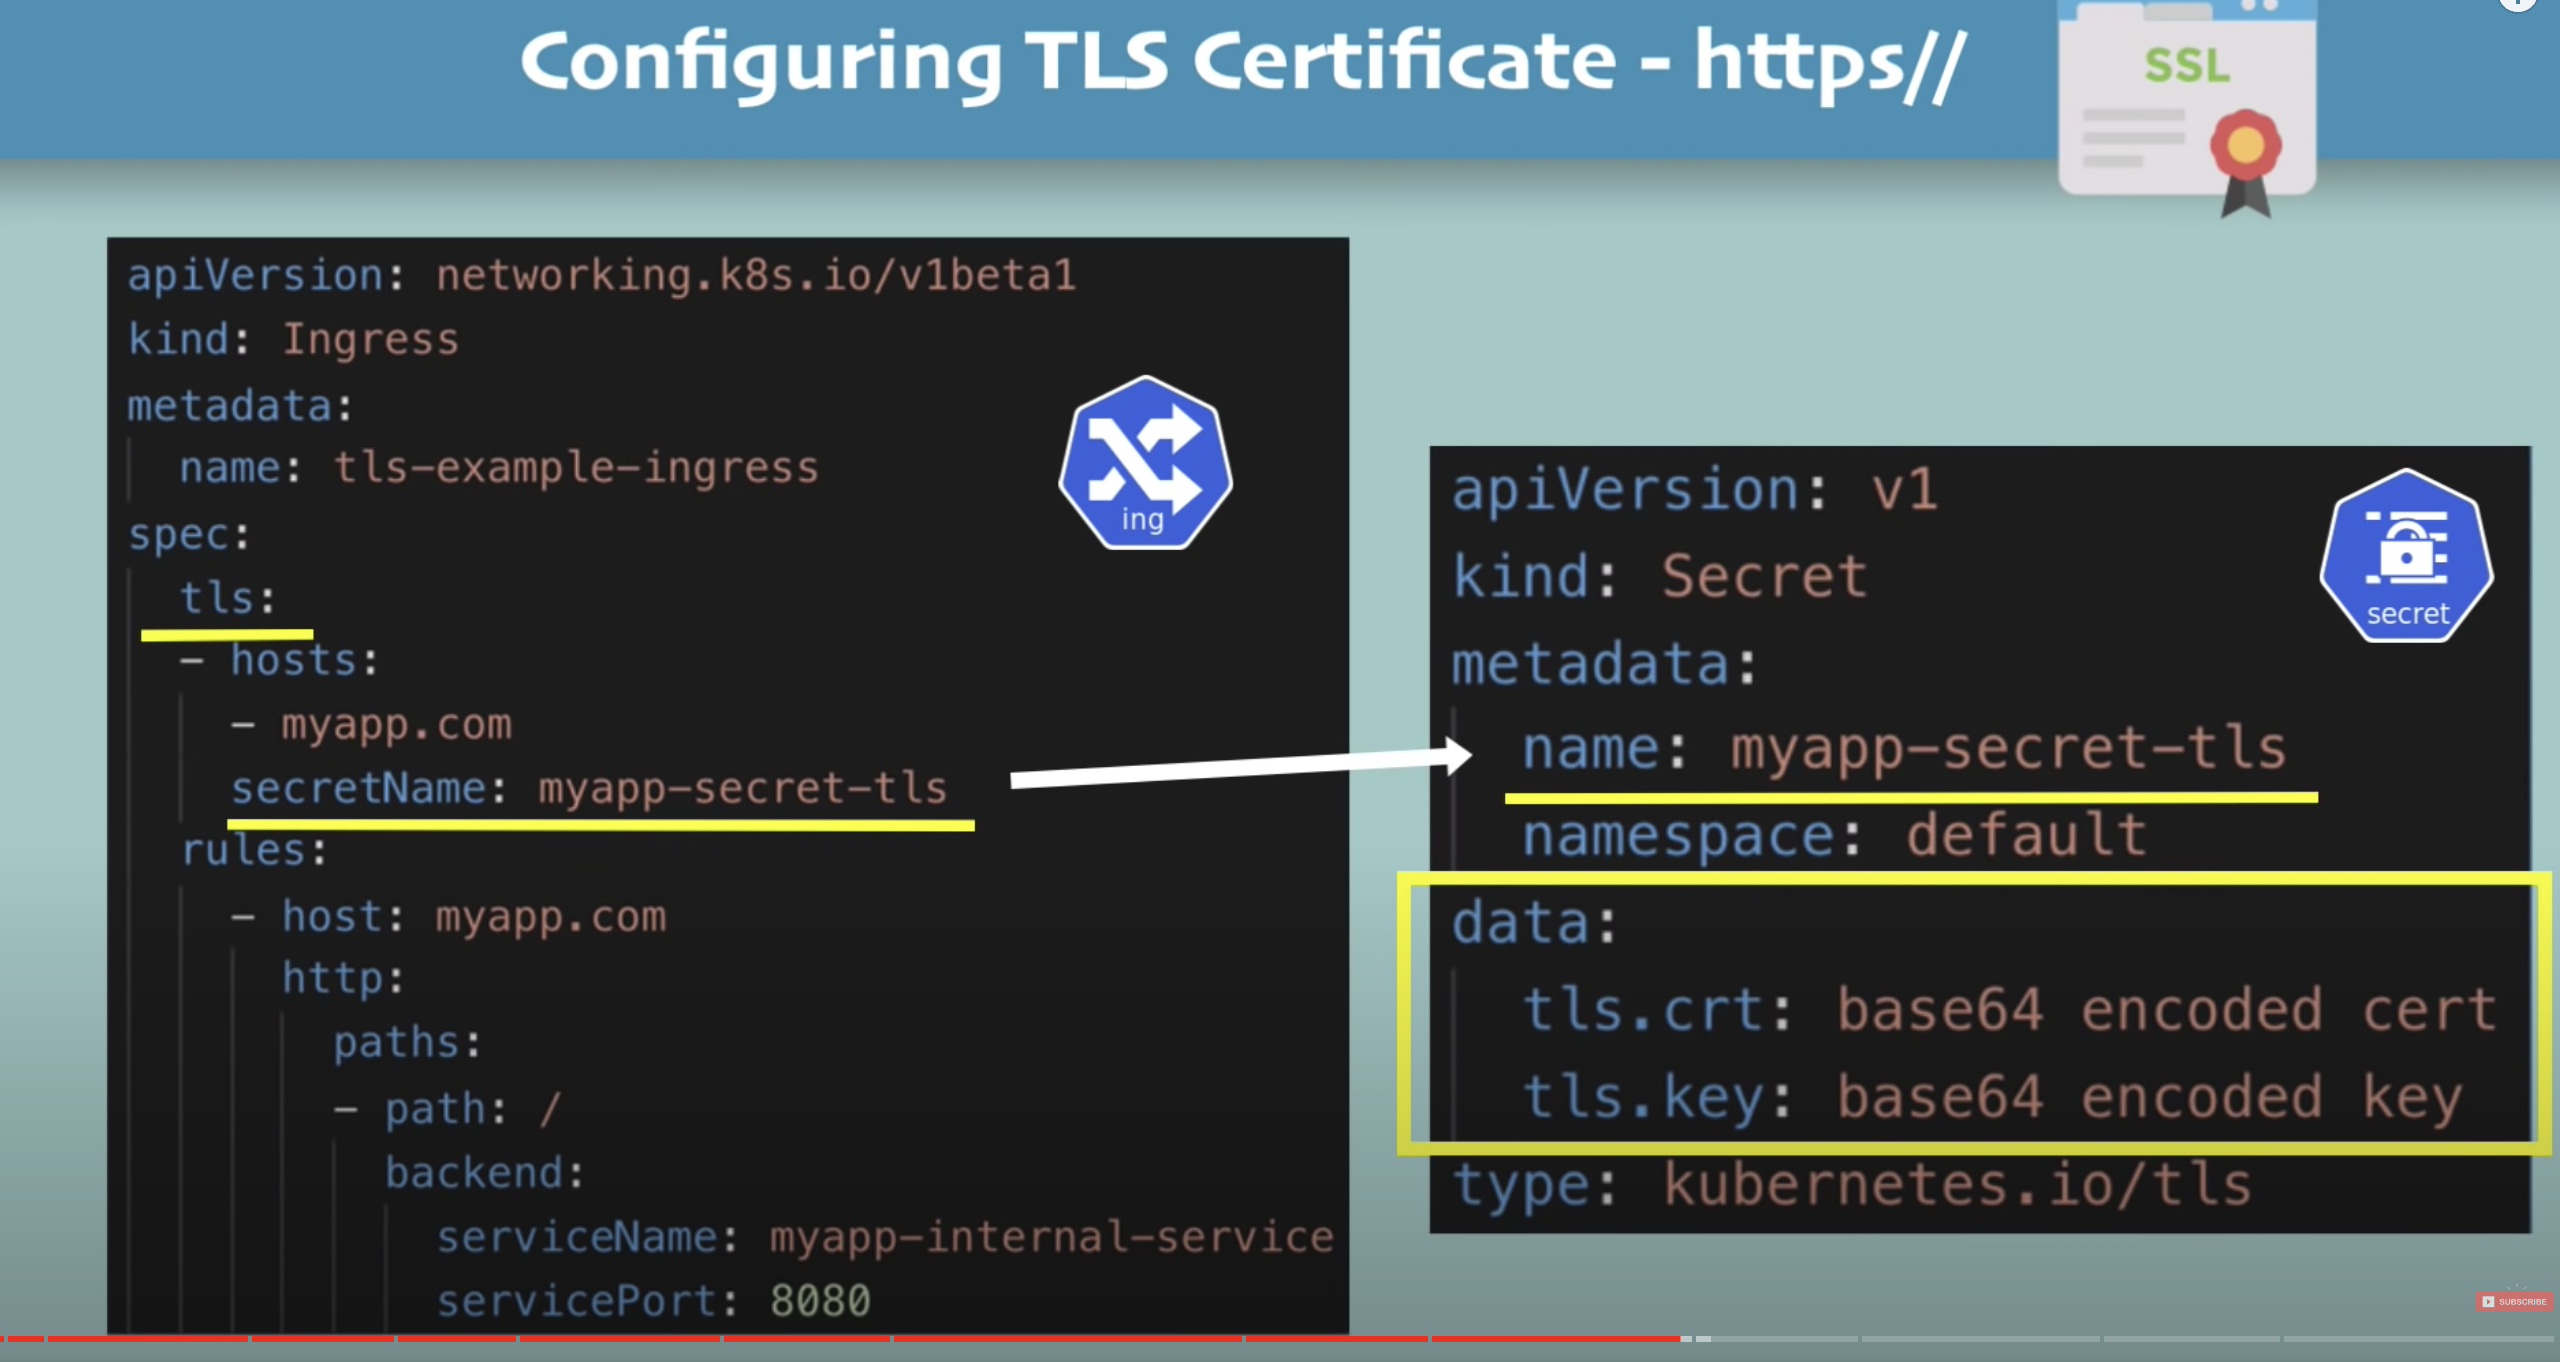 Configuring TLS Certificate - https//
SSL
apiVersion: networking.k8s.io/v1beta1
kind: Ingress
metadata:
name: tls-example-ingress
spec:
tls:
- hosts:
- myapp.com
secretName: myapp-secret-tls
rules:
- host: myapp.com
http:
paths:
- path: /
backend:
serviceName: myapp-internal-service
servicePort: 8080
ing
apiVersion: v1
kind: Secret
metadata:
name: myapp-secret-tls
namespace: default
data:
tls.crt: base64 encoded cert
tls.key: base64 encoded key
type: kubernetes.io/tls
secret
SUBSCRIBE